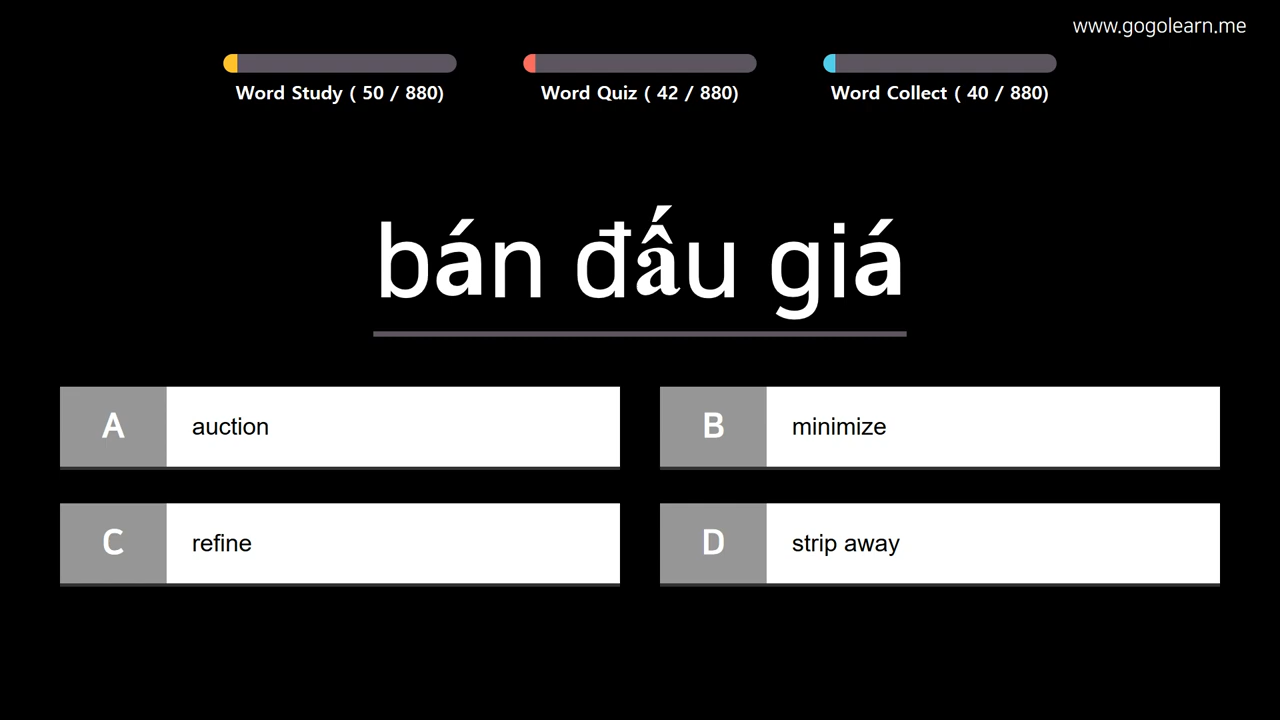 www.gogolearn.me
Word Study ( 50 / 880)
Word Quiz ( 42 / 880)
Word Collect ( 40 / 880)
bán đấu giá
A auction
B minimize
C refine
D strip away